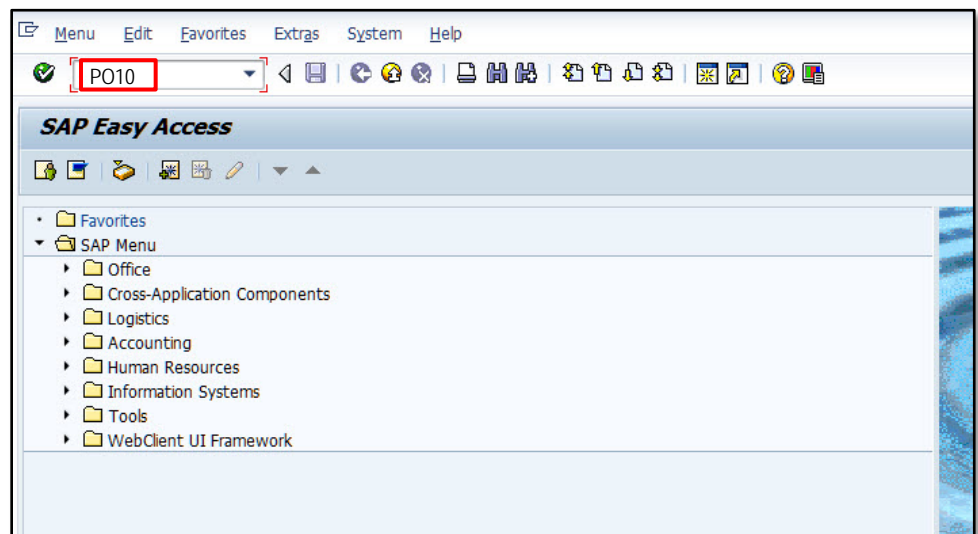 Menu Edit Favorites Extras System Help
PO10
SAP Easy Access
Favorites
SAP Menu
Office
Cross-Application Components
Logistics
Accounting
Human Resources
Information Systems
Tools
WebClient UI Framework